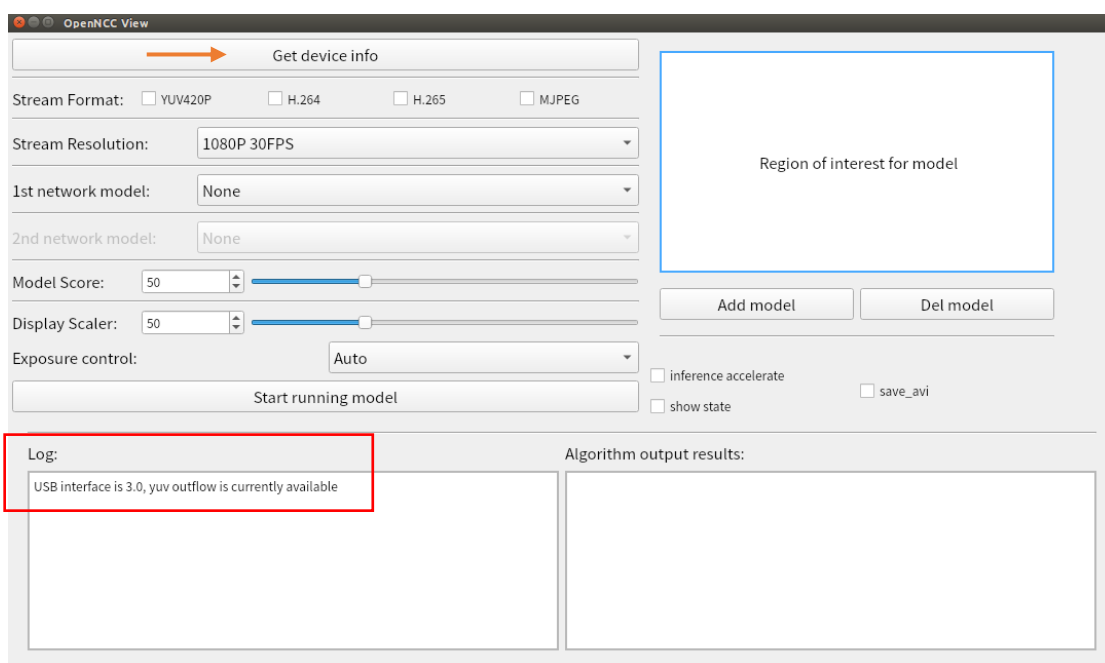 OpenNCC View
Get device info
Stream Format: YUV420P H.264 H.265 MJPEG
Stream Resolution: 1080P 30FPS
1st network model: None
2nd network model: None
Model Score: 50
Display Scaler: 50
Exposure control: Auto
Start running model
Region of interest for model
Add model Del model
inference accelerate
save_avi
show state
Log:
USB interface is 3.0, yuv outflow is currently available
Algorithm output results: